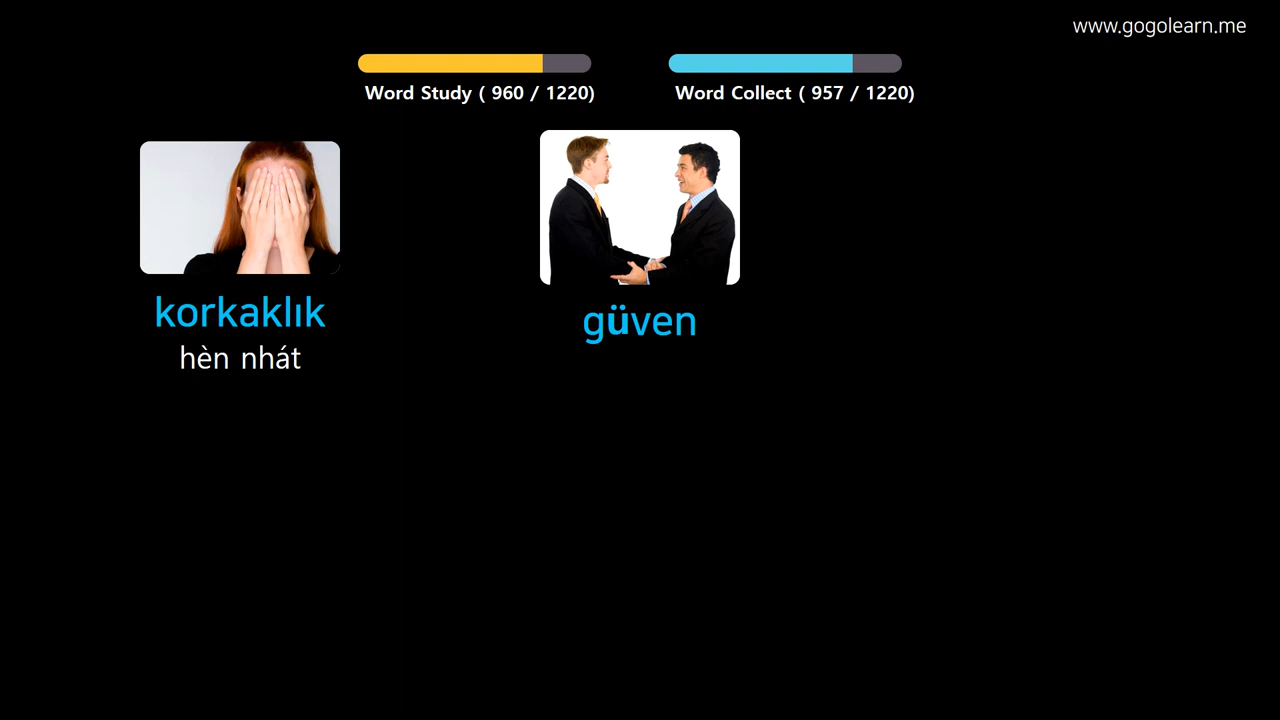 www.gogolearn.me
Word Study ( 960 / 1220)
Word Collect ( 957 / 1220)
korkaklık
hèn nhát
güven